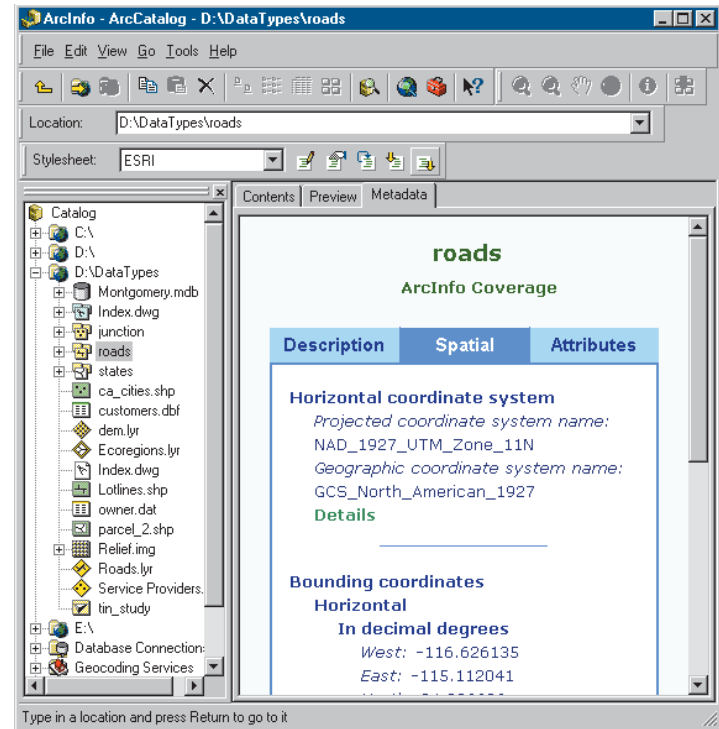 ArcInfo - ArcCatalog - D:\DataTypes\roads
File Edit View Go Tools Help
Location: D:\DataTypes\roads
Stylesheet: ESRI
Catalog
C:\
D:\
D:\DataTypes
Montgomery.mdb
Index.dwg
junction
roads
states
ca_cities.shp
customers.dbf
dem.lyr
Ecoregions.lyr
Index.dwg
Lotlines.shp
owner.dat
parcel_2.shp
Relief.img
Roads.lyr
Service Providers.
tin_study
E:\
Database Connection
Geocoding Services
Contents Preview Metadata
roads
ArcInfo Coverage
Description Spatial Attributes
Horizontal coordinate system
Projected coordinate system name:
NAD_1927_UTM_Zone_11N
Geographic coordinate system name:
GCS_North_American_1927
Details
Bounding coordinates
Horizontal
In decimal degrees
West: -116.626135
East: -115.112041
Type in a location and press Return to go to it